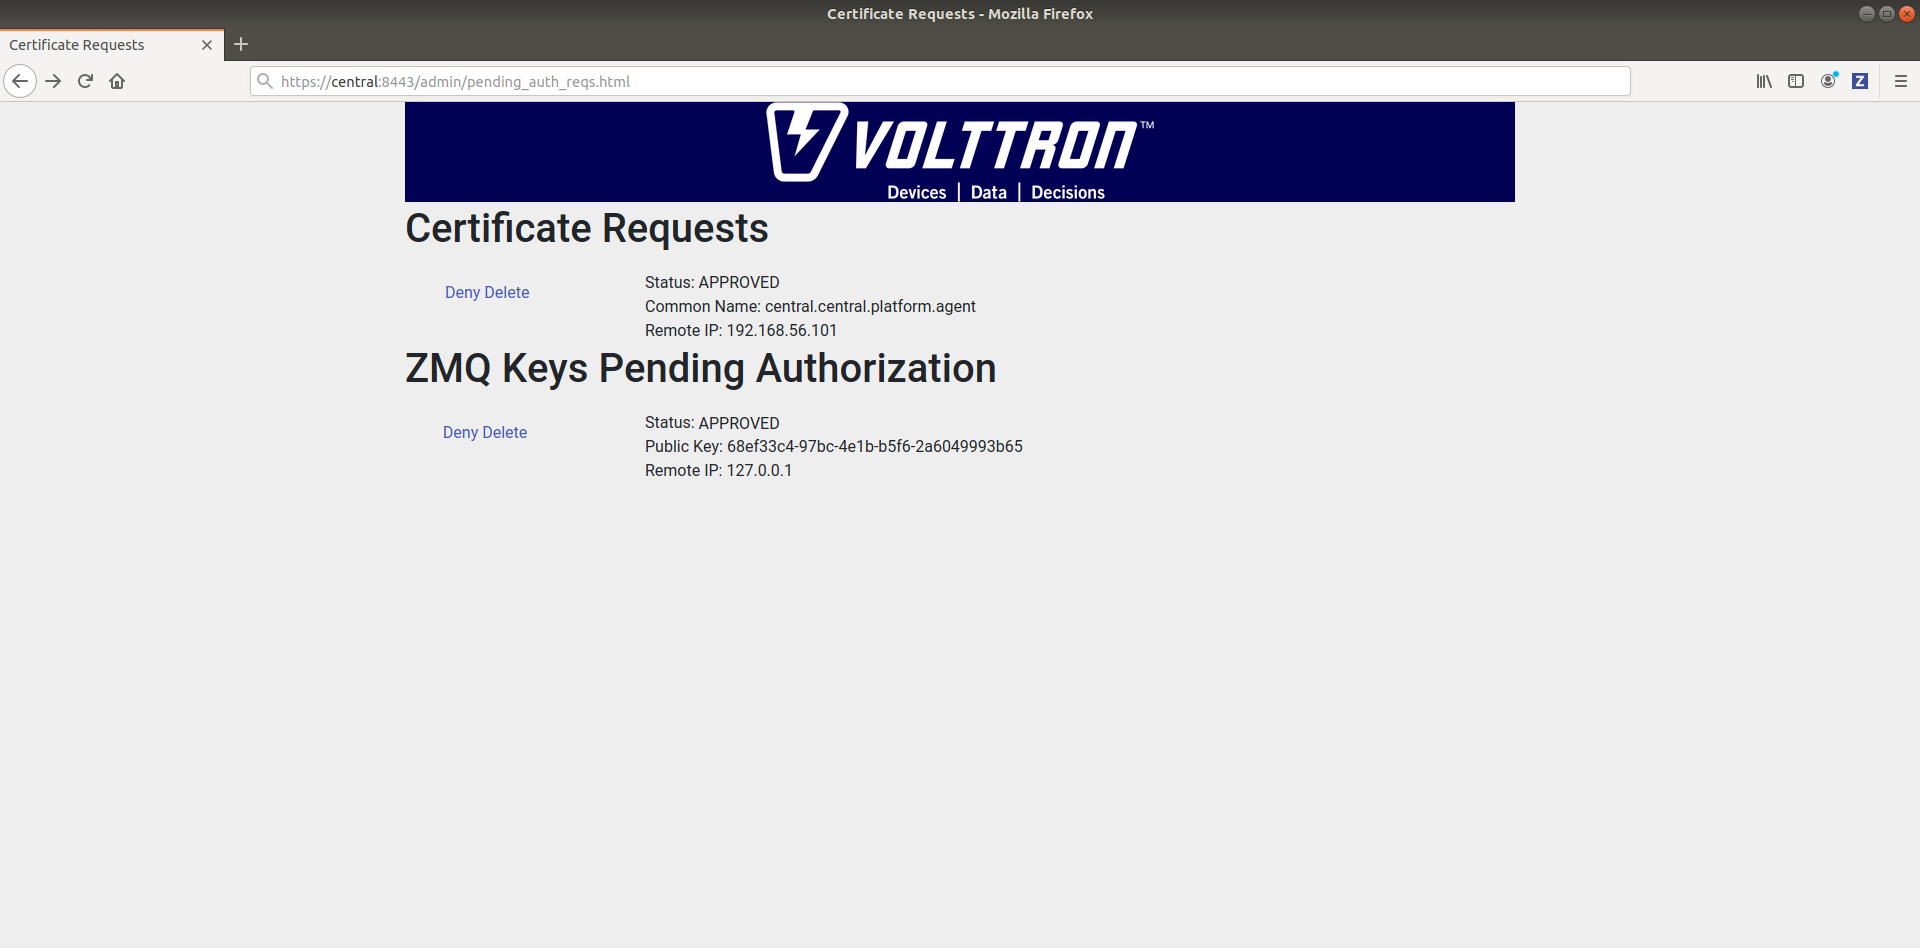 Certificate Requests - Mozilla Firefox
Certificate Requests
https://central:8443/admin/pending_auth_reqs.html
Z
VOLTTRON™
Devices | Data | Decisions
Certificate Requests
Deny Delete
Status: APPROVED
Common Name: central.central.platform.agent
Remote IP: 192.168.56.101
ZMQ Keys Pending Authorization
Deny Delete
Status: APPROVED
Public Key: 68ef33c4-97bc-4e1b-b5f6-2a6049993b65
Remote IP: 127.0.0.1